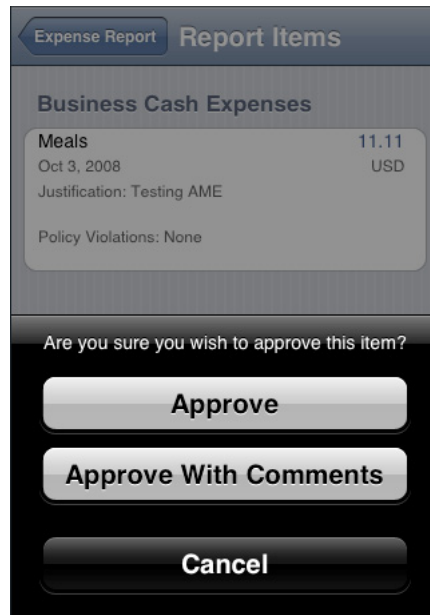 Expense Report
Report Items
Business Cash Expenses
Meals 11.11
Oct 3, 2008 USD
Justification: Testing AME
Policy Violations: None
Are you sure you wish to approve this item?
Approve
Approve With Comments
Cancel